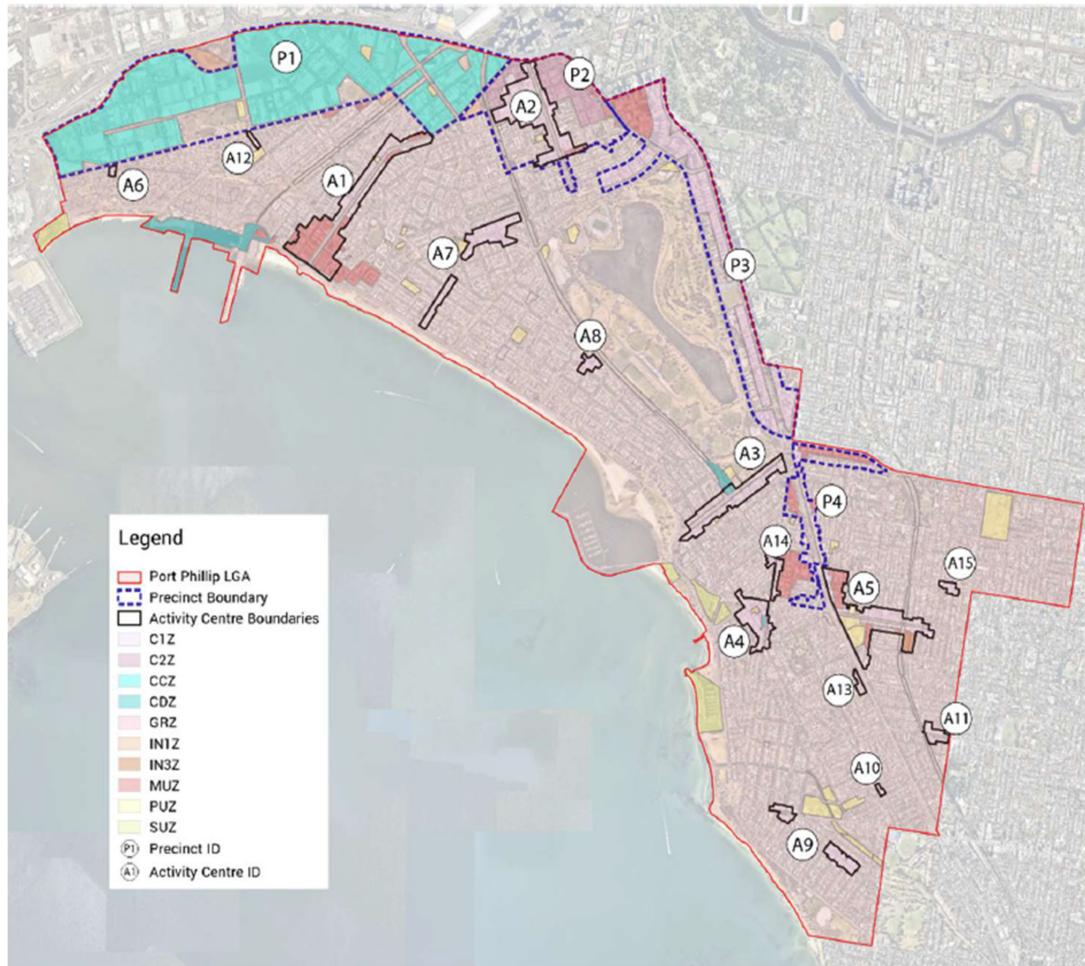 P1
P2
A2
A12
A6
A1
A7
P3
A8
A3
P4
A14
A15
A5
A4
A13
A11
A10
A9
Legend
Port Phillip LGA
Precinct Boundary
Activity Centre Boundaries
C1Z
C2Z
CCZ
CDZ
GRZ
IN1Z
IN3Z
MUZ
PUZ
SUZ
P1 Precinct ID
A1 Activity Centre ID